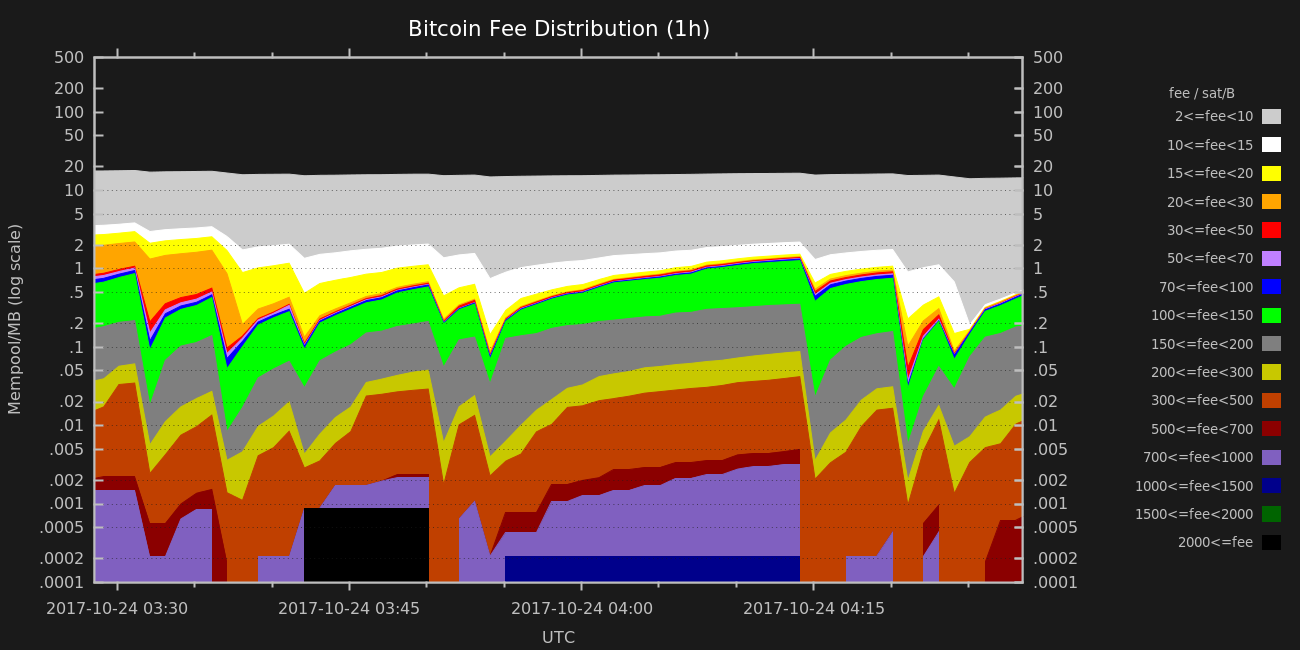 Bitcoin Fee Distribution (1h)
500 500
200 200
100 100
50 50
20 20
10 10
5 5
2 2
1 1
.5 .5
.2 .2
.1 .1
.05 .05
.02 .02
.01 .01
.005 .005
.002 .002
.001 .001
.0005 .0005
.0002 .0002
.0001 .0001
Mempool/MB (log scale)
2017-10-24 03:30 2017-10-24 03:45 2017-10-24 04:00 2017-10-24 04:15
UTC
fee / sat/B
2<=fee<10
10<=fee<15
15<=fee<20
20<=fee<30
30<=fee<50
50<=fee<70
70<=fee<100
100<=fee<150
150<=fee<200
200<=fee<300
300<=fee<500
500<=fee<700
700<=fee<1000
1000<=fee<1500
1500<=fee<2000
2000<=fee